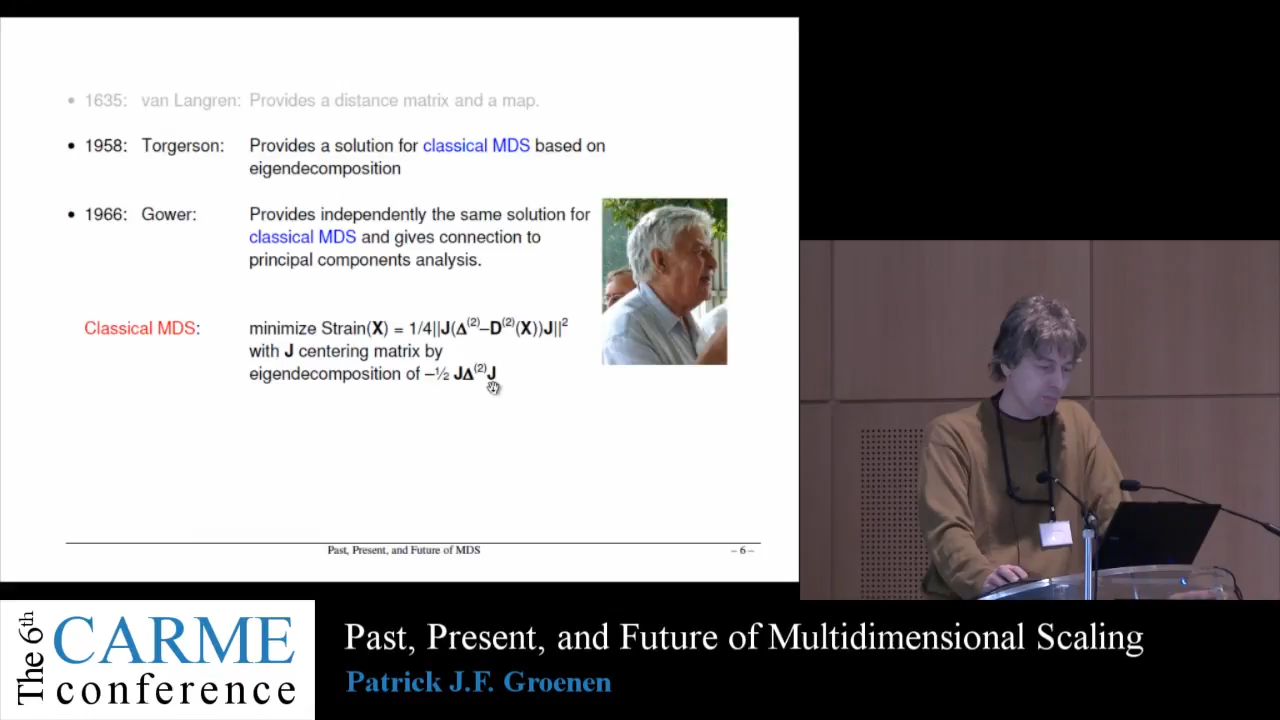 • 1635: van Langren: Provides a distance matrix and a map.
• 1958: Torgerson: Provides a solution for classical MDS based on
eigendecomposition
• 1966: Gower: Provides independently the same solution for
classical MDS and gives connection to
principal components analysis.
Classical MDS: minimize Strain(X) = 1/4||J(Δ⁽²⁾–D⁽²⁾(X))J||²
with J centering matrix by
eigendecomposition of –½ JΔ⁽²⁾J
Past, Present, and Future of MDS – 6 –
The 6th
CARME
conference
Past, Present, and Future of Multidimensional Scaling
Patrick J.F. Groenen